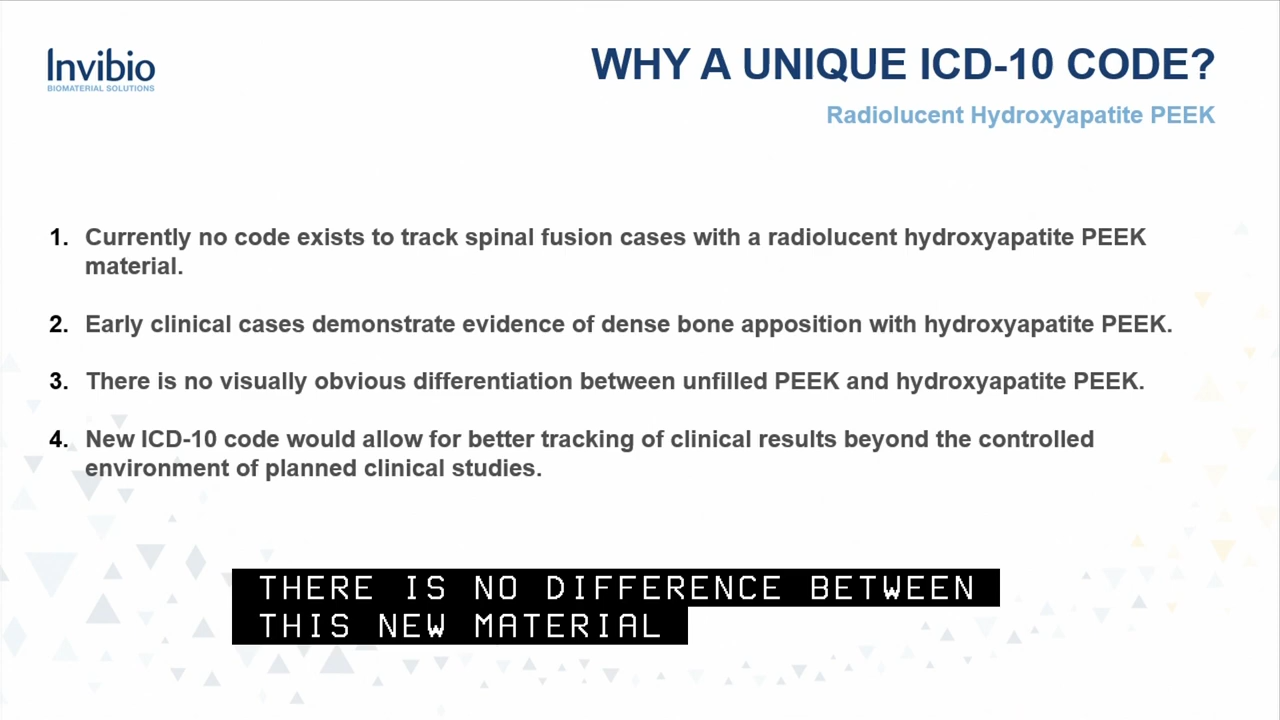 Invibio
BIOMATERIAL SOLUTIONS
WHY A UNIQUE ICD-10 CODE?
Radiolucent Hydroxyapatite PEEK
1. Currently no code exists to track spinal fusion cases with a radiolucent hydroxyapatite PEEK
material.
2. Early clinical cases demonstrate evidence of dense bone apposition with hydroxyapatite PEEK.
3. There is no visually obvious differentiation between unfilled PEEK and hydroxyapatite PEEK.
4. New ICD-10 code would allow for better tracking of clinical results beyond the controlled
environment of planned clinical studies.
THERE IS NO DIFFERENCE BETWEEN
THIS NEW MATERIAL